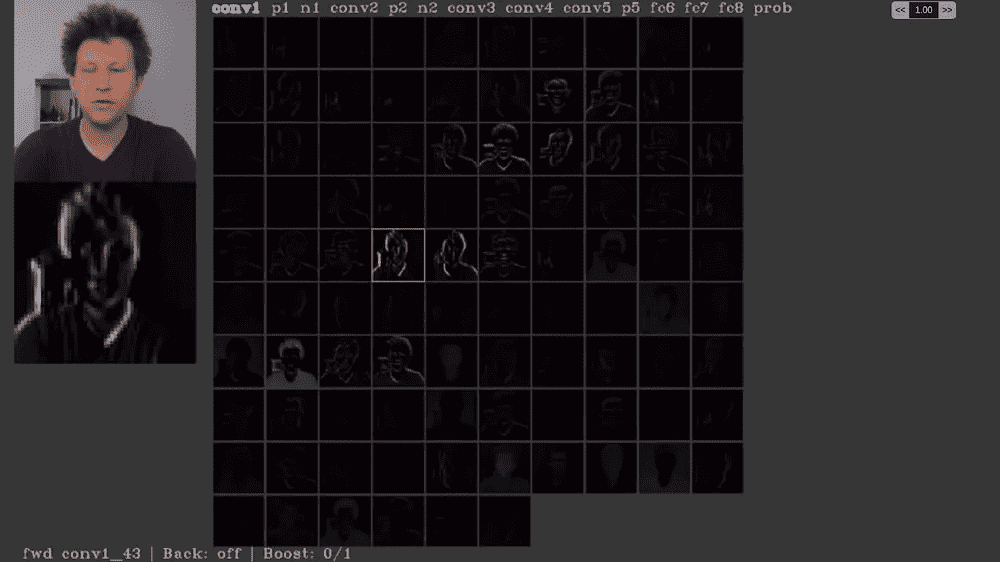 conv1 p1 n1 conv2 p2 n2 conv3 conv4 conv5 p5 fc6 fc7 fc8 prob
<< 1.00 >>
fwd conv1_43 | Back: off | Boost: 0/1